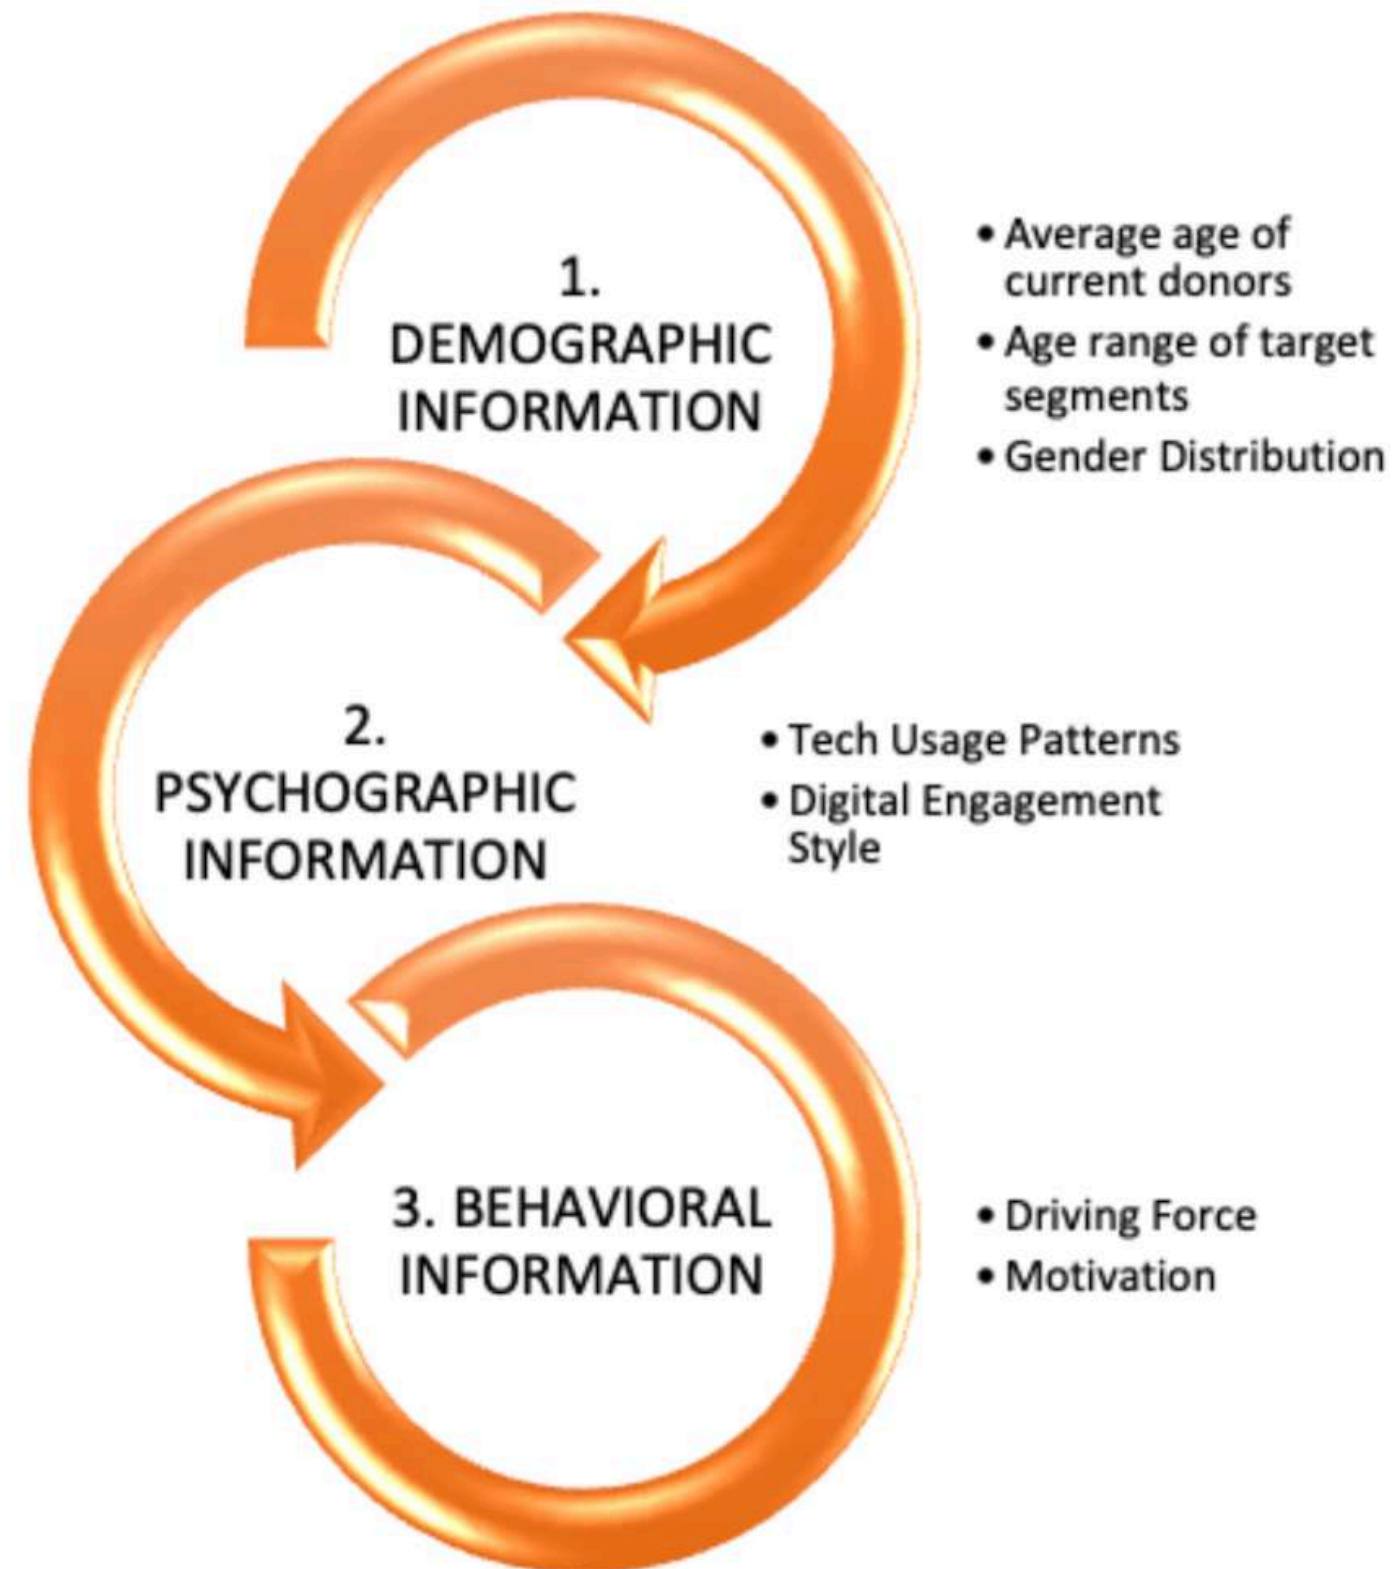 1.
DEMOGRAPHIC
INFORMATION
• Average age of
current donors
• Age range of target
segments
• Gender Distribution
2.
PSYCHOGRAPHIC
INFORMATION
• Tech Usage Patterns
• Digital Engagement
Style
3. BEHAVIORAL
INFORMATION
• Driving Force
• Motivation